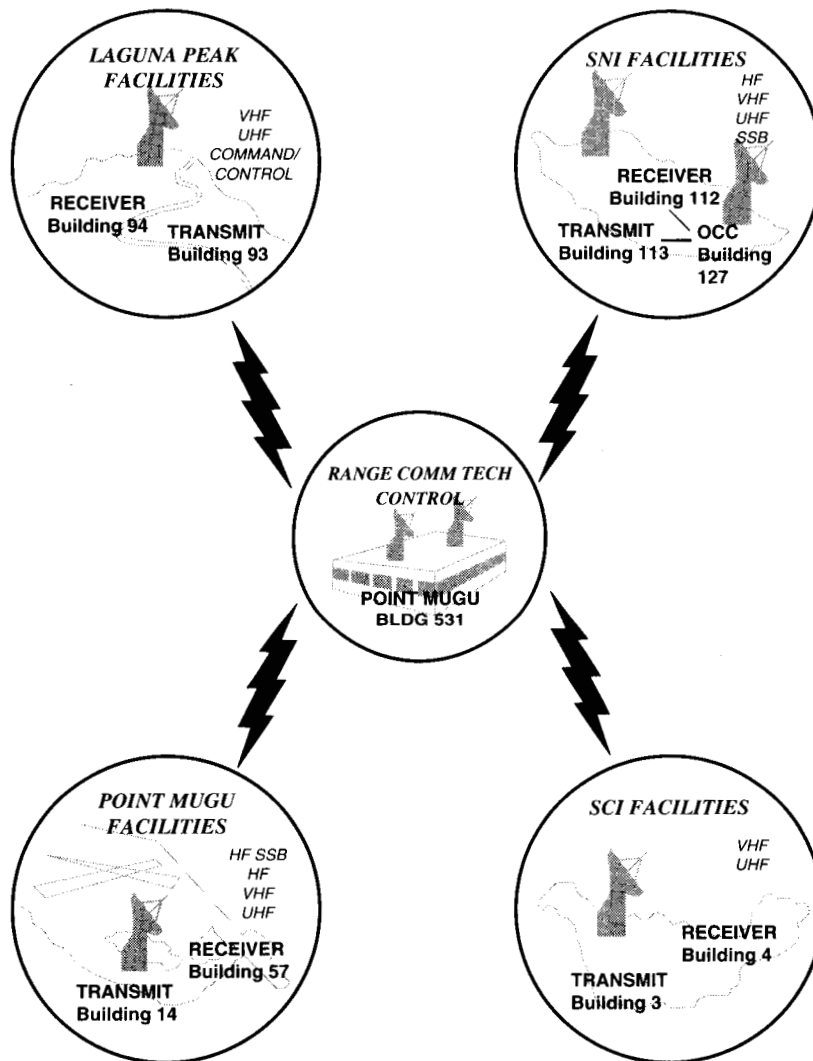 LAGUNA PEAK
FACILITIES
VHF
UHF
COMMAND/
CONTROL
RECEIVER
Building 94
TRANSMIT
Building 93
SNI FACILITIES
HF
VHF
UHF
SSB
RECEIVER
Building 112
TRANSMIT
Building 113
OCC
Building
127
RANGE COMM TECH
CONTROL
POINT MUGU
BLDG 531
POINT MUGU
FACILITIES
HF SSB
HF
VHF
UHF
RECEIVER
Building 57
TRANSMIT
Building 14
SCI FACILITIES
VHF
UHF
RECEIVER
Building 4
TRANSMIT
Building 3